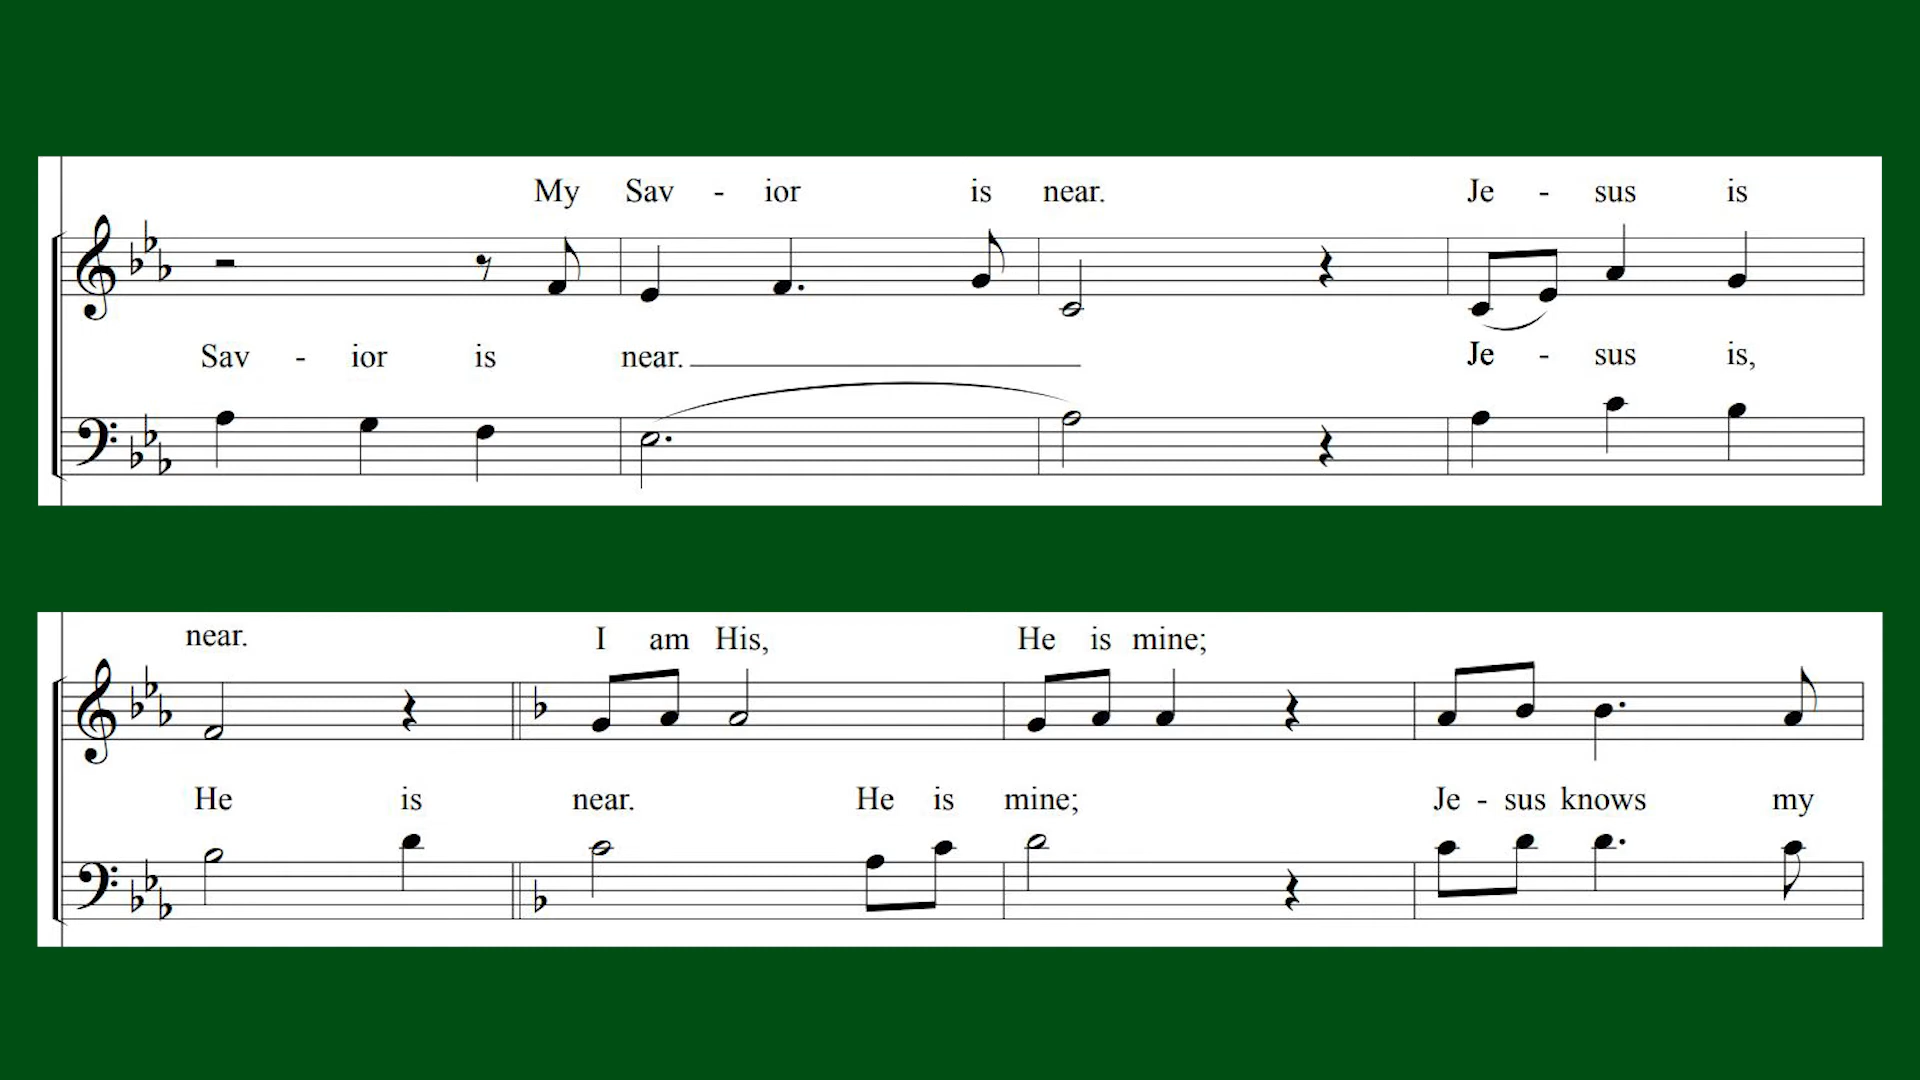 My Sav - ior is near. Je - sus is
Sav - ior is near. Je - sus is,
near. I am His, He is mine;
He is near. He is mine; Je - sus knows my